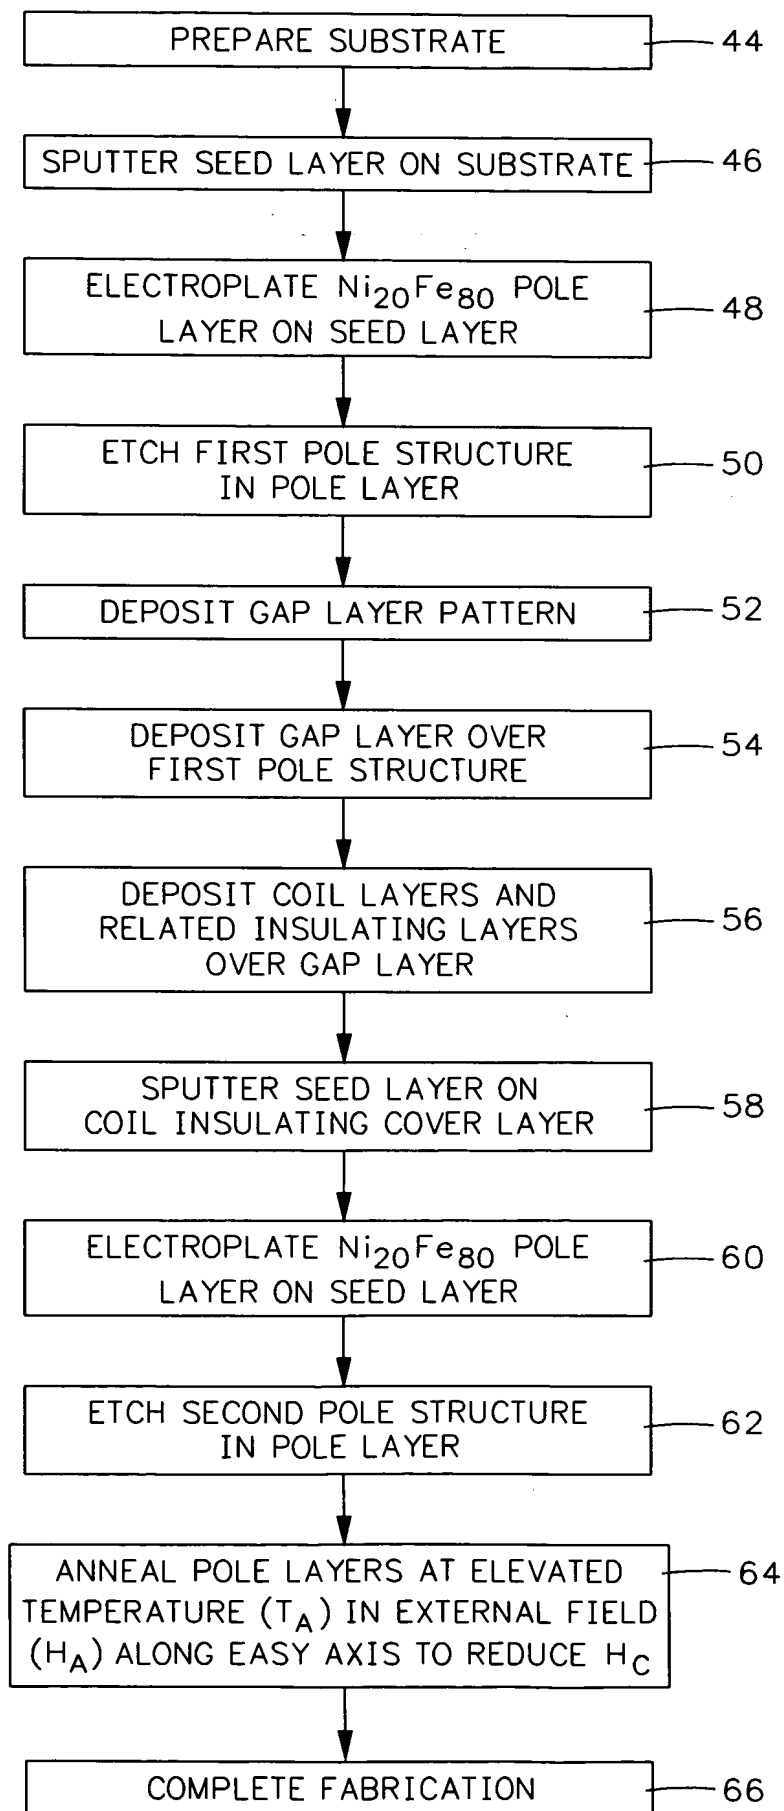 PREPARE SUBSTRATE 44
SPUTTER SEED LAYER ON SUBSTRATE 46
ELECTROPLATE Ni20Fe80 POLE
LAYER ON SEED LAYER 48
ETCH FIRST POLE STRUCTURE
IN POLE LAYER 50
DEPOSIT GAP LAYER PATTERN 52
DEPOSIT GAP LAYER OVER
FIRST POLE STRUCTURE 54
DEPOSIT COIL LAYERS AND
RELATED INSULATING LAYERS 56
OVER GAP LAYER
SPUTTER SEED LAYER ON
COIL INSULATING COVER LAYER 58
ELECTROPLATE Ni20Fe80 POLE
LAYER ON SEED LAYER 60
ETCH SECOND POLE STRUCTURE
IN POLE LAYER 62
ANNEAL POLE LAYERS AT ELEVATED 64
TEMPERATURE (TA) IN EXTERNAL FIELD
(HA) ALONG EASY AXIS TO REDUCE HC
COMPLETE FABRICATION 66